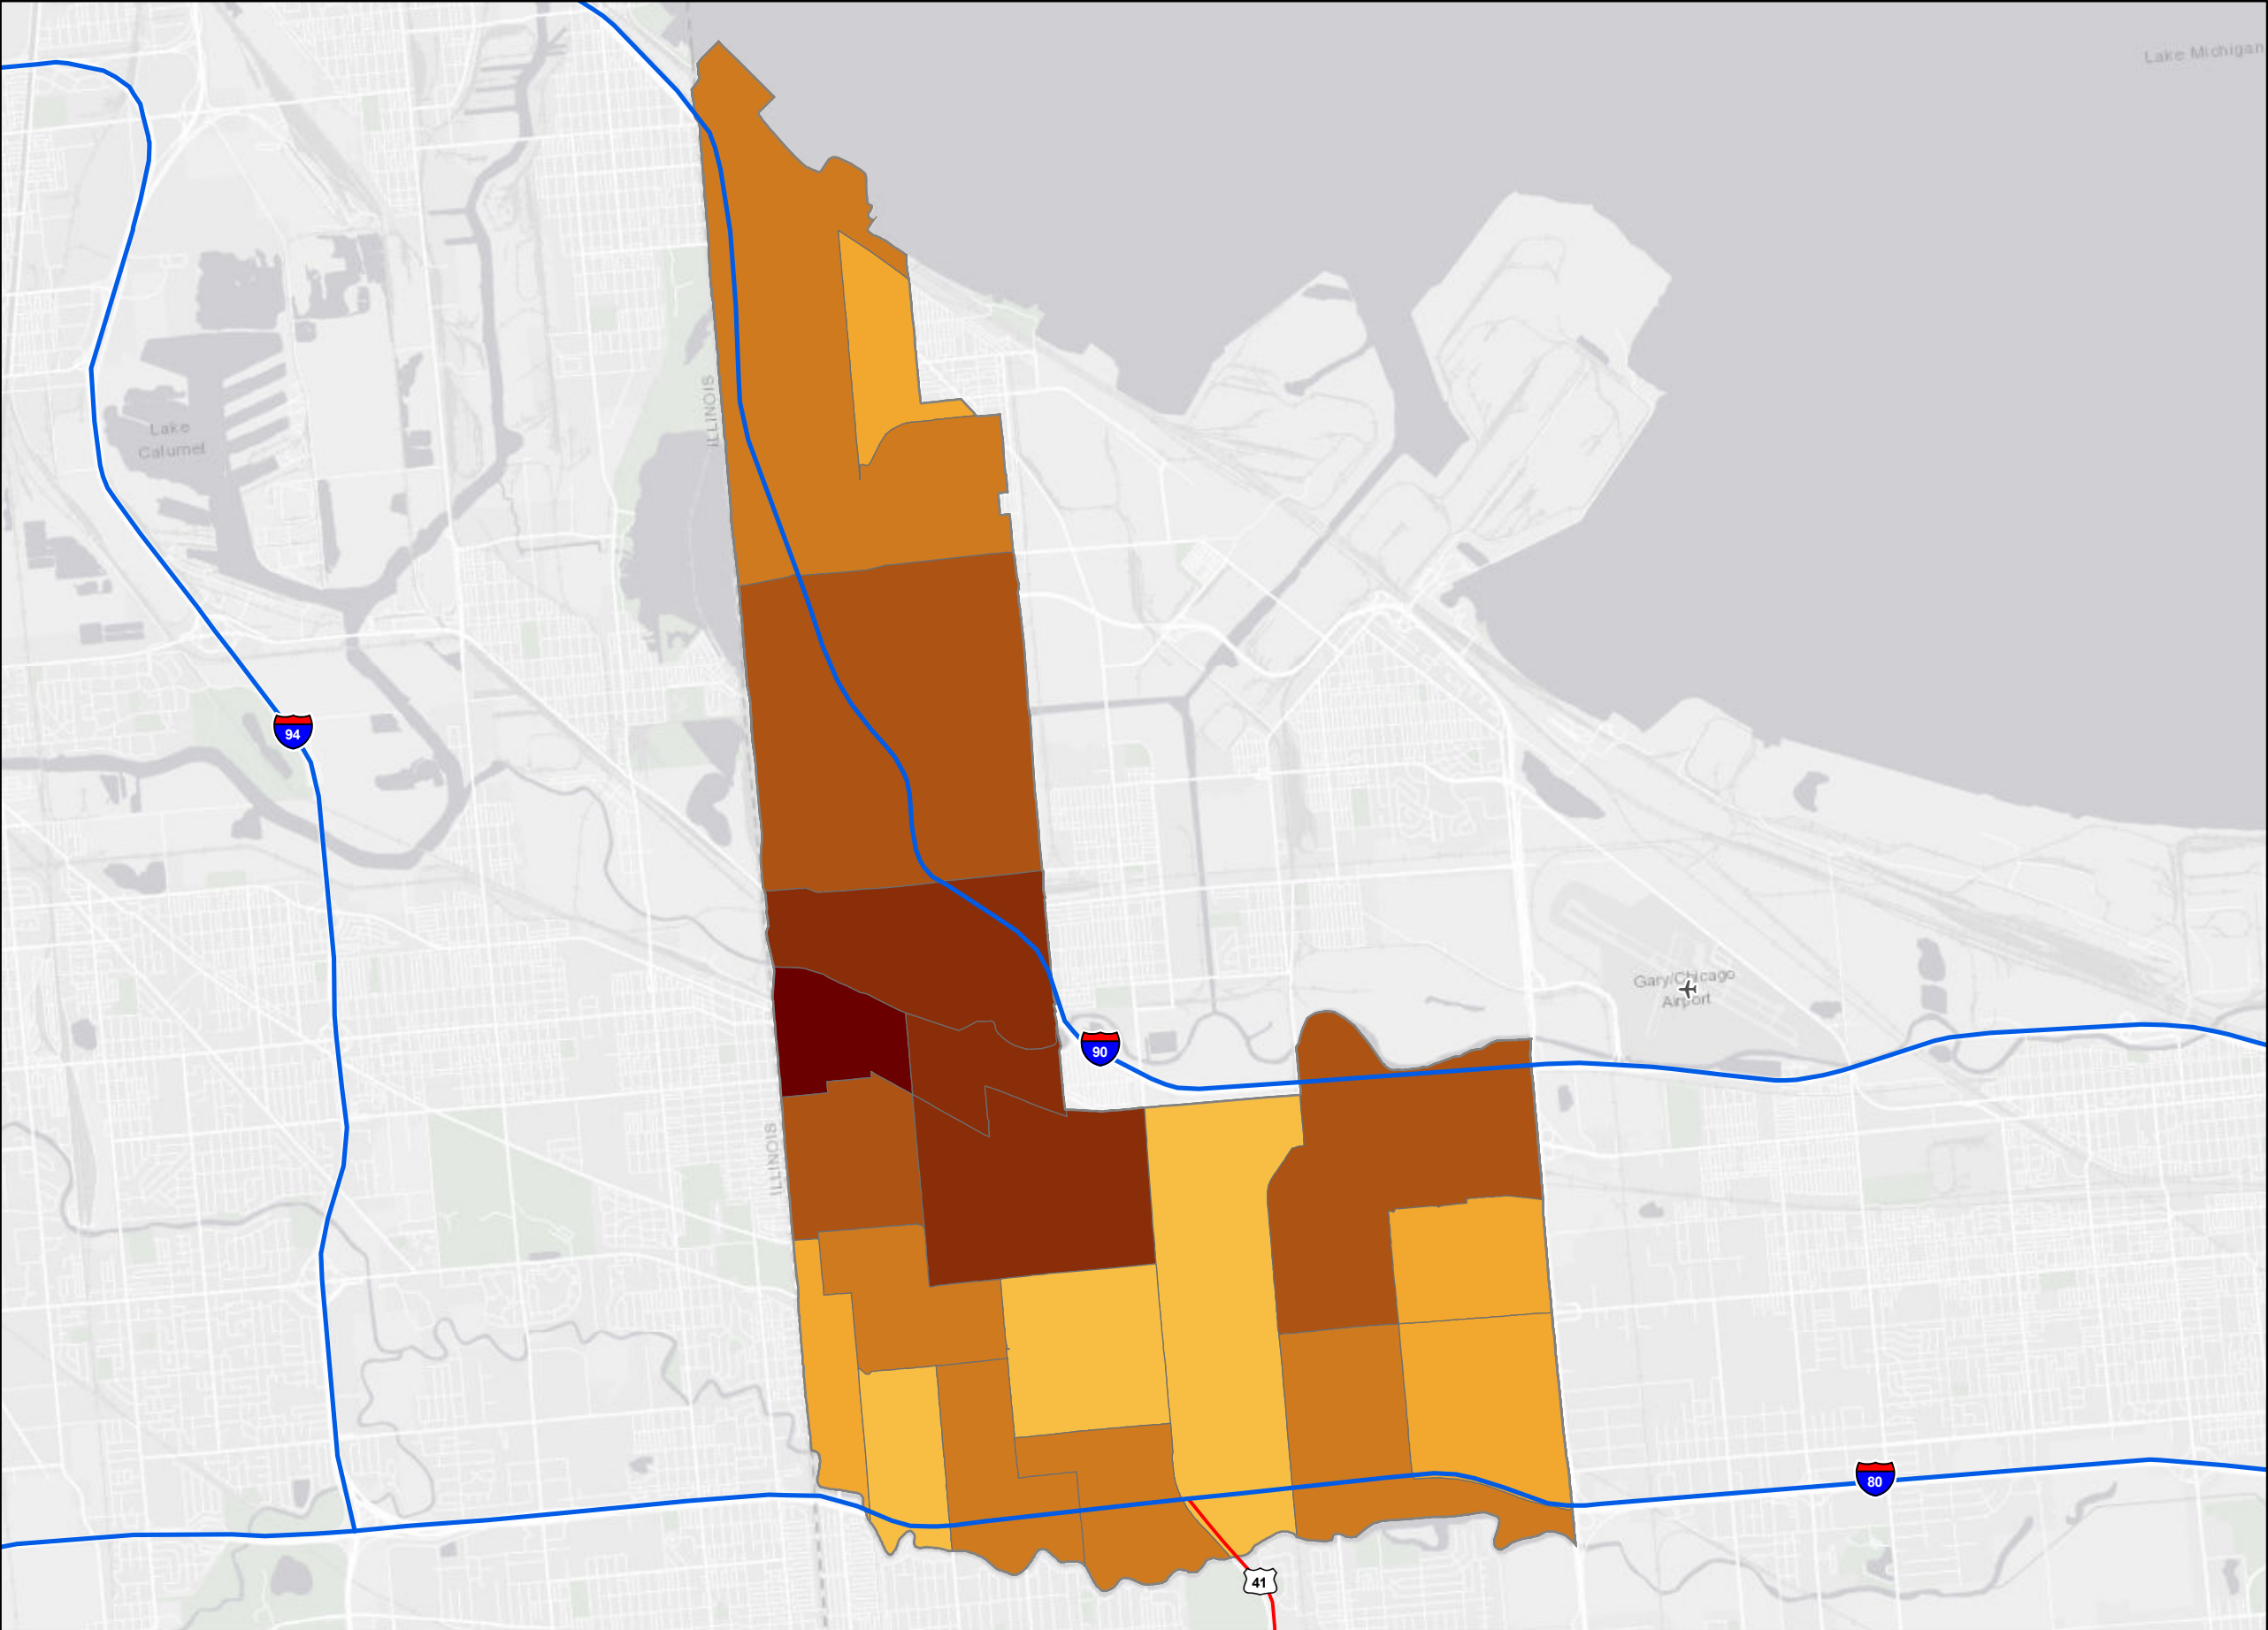 Lake Michigan
ILLINOIS
Lake
Calumet
94
Gary/Chicago
Airport
90
ILLINOIS
80
41